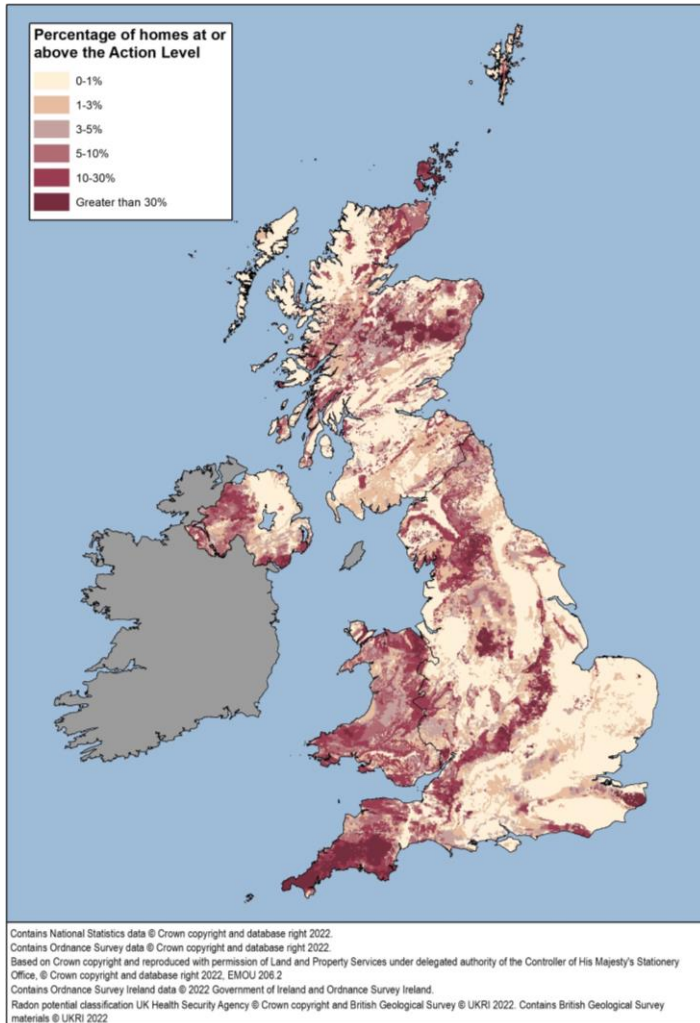 Percentage of homes at or
above the Action Level
0-1%
1-3%
3-5%
5-10%
10-30%
Greater than 30%
Contains National Statistics data © Crown copyright and database right 2022.
Contains Ordnance Survey data © Crown copyright and database right 2022.
Based on Crown copyright and reproduced with permission of Land and Property Services under delegated authority of the Controller of His Majesty's Stationery
Office, © Crown copyright and database right 2022, EMOU 206.2
Contains Ordnance Survey Ireland data © 2022 Government of Ireland and Ordnance Survey Ireland.
Radon potential classification UK Health Security Agency © Crown copyright and British Geological Survey © UKRI 2022. Contains British Geological Survey
materials © UKRI 2022